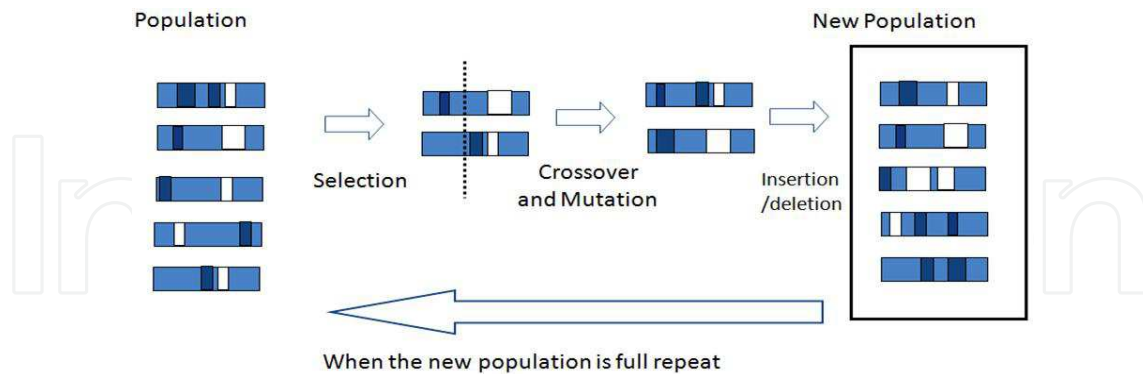 Population
New Population
Selection
Crossover
and Mutation
Insertion
/deletion
When the new population is full repeat